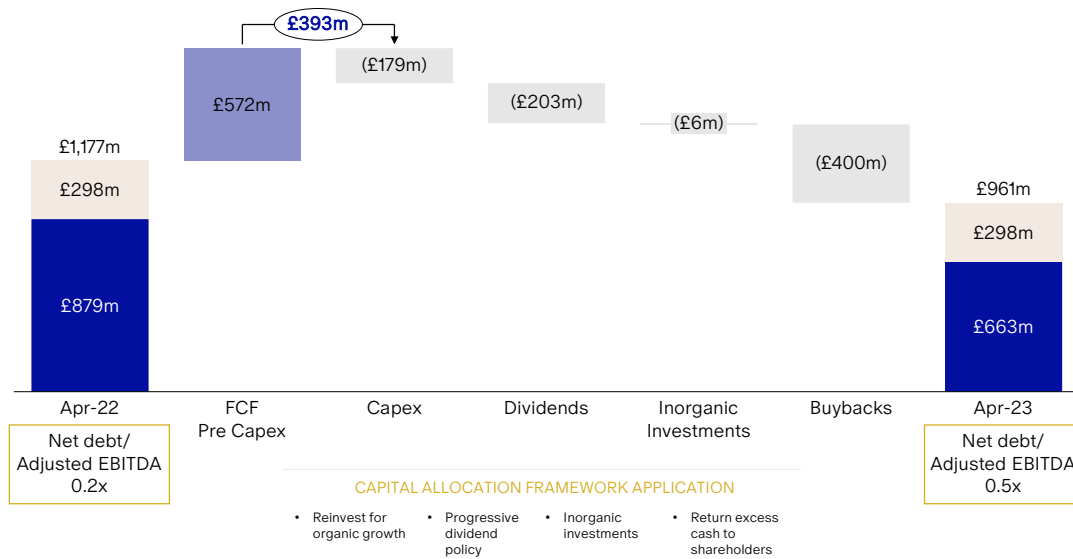 £393m
£572m
(£179m)
(£203m)
(£6m)
(£400m)
£1,177m
£298m
£879m
£961m
£298m
£663m
Apr-22
FCF
Pre Capex
Capex
Dividends
Inorganic
Investments
Buybacks
Apr-23
Net debt/
Adjusted EBITDA
0.2x
Net debt/
Adjusted EBITDA
0.5x
CAPITAL ALLOCATION FRAMEWORK APPLICATION
• Reinvest for
organic growth
• Progressive
dividend
policy
• Inorganic
investments
• Return excess
cash to
shareholders